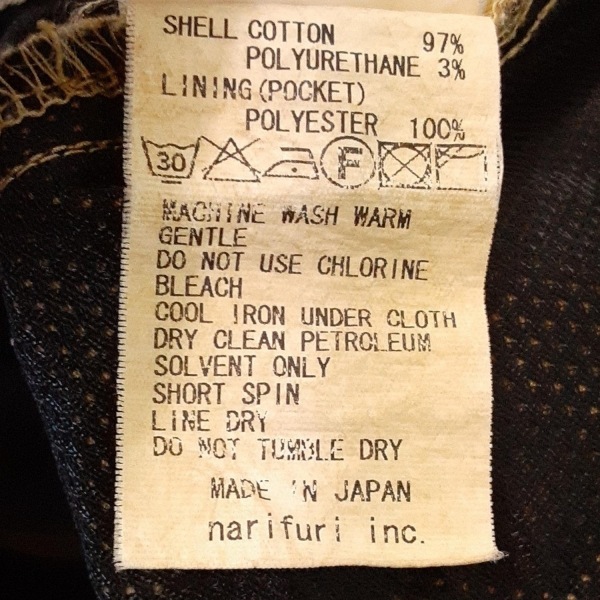 SHELL COTTON 97%
POLYURETHANE 3%
LINING (POCKET)
POLYESTER 100%
30 F
MACHINE WASH WARM
GENTLE
DO NOT USE CHLORINE
BLEACH
COOL IRON UNDER CLOTH
DRY CLEAN PETROLEUM
SOLVENT ONLY
SHORT SPIN
LINE DRY
DO NOT TUMBLE DRY
MADE IN JAPAN
narifuri inc.